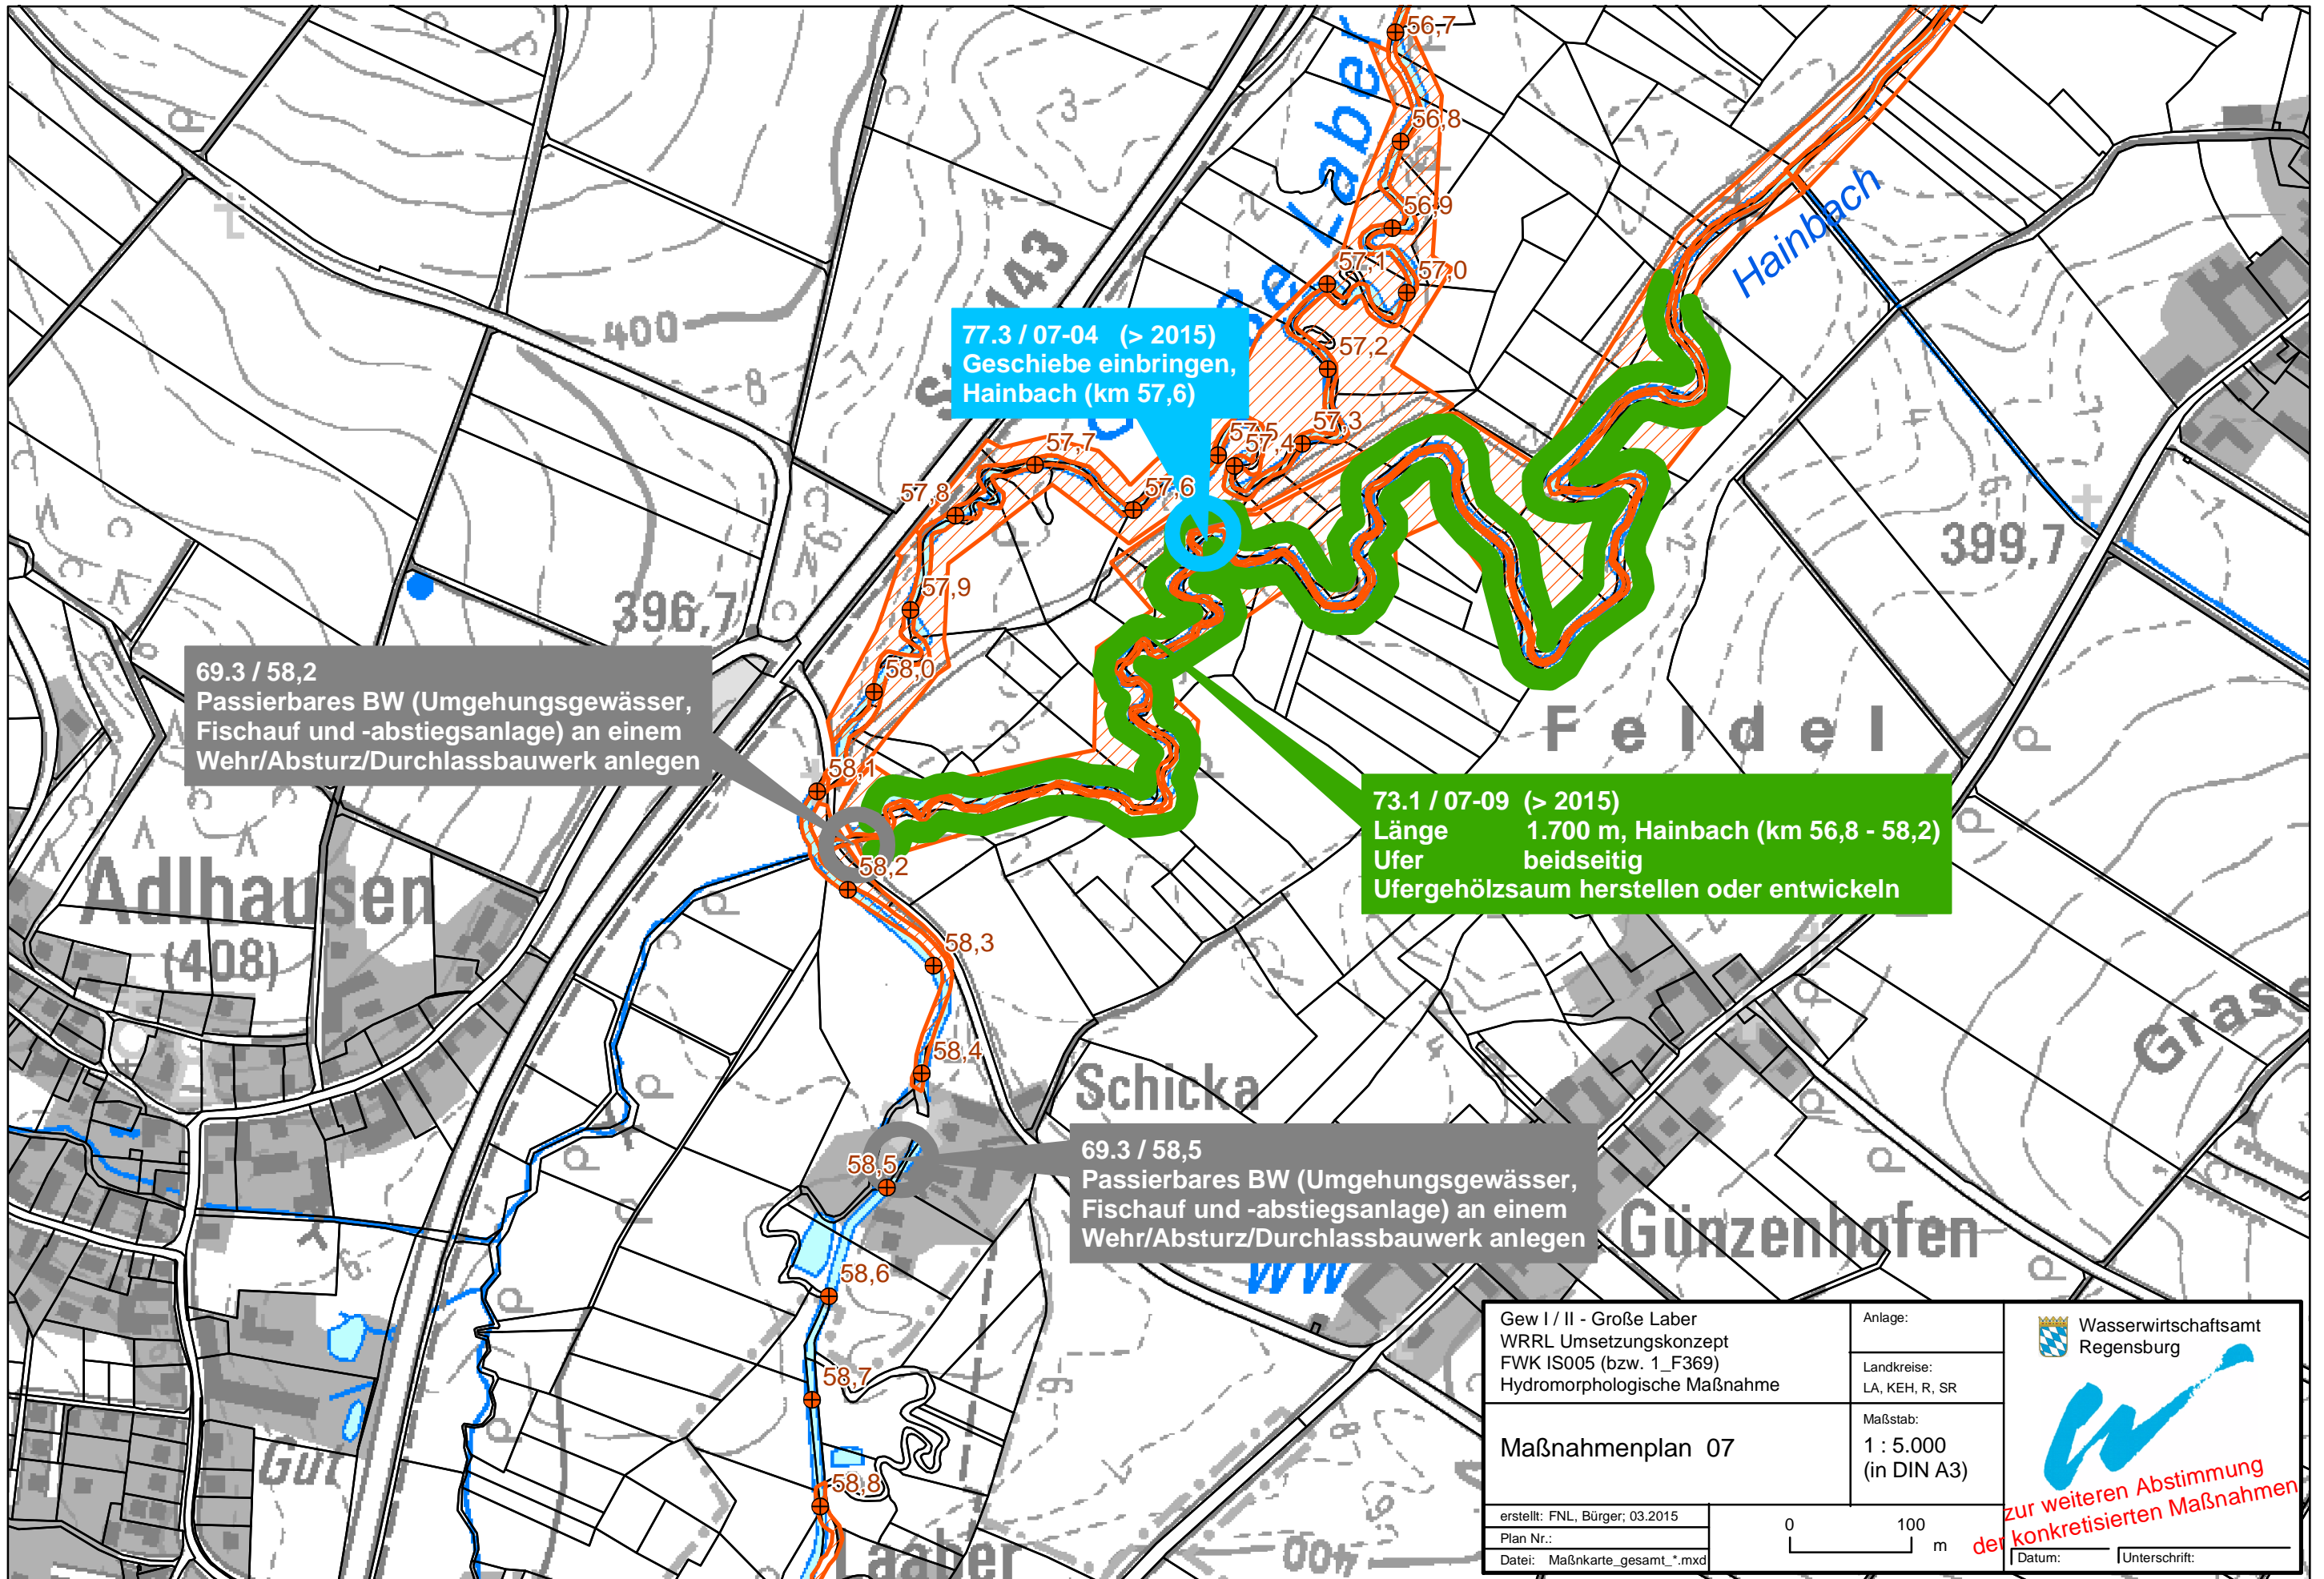 56,7
Große Laber
56,8
56,9
57,0
57,1
Hainbach
400
77.3 / 07-04 (> 2015)
Geschiebe einbringen,
Hainbach (km 57,6)
57,2
57,3
57,5
57,4
57,7
57,6
57,8
399,7
57,9
396,7
58,0
69.3 / 58,2
Passierbares BW (Umgehungsgewässer,
Fischauf und -abstiegsanlage) an einem
Wehr/Absturz/Durchlassbauwerk anlegen
Feldel
58,1
73.1 / 07-09 (> 2015)
Länge 1.700 m, Hainbach (km 56,8 - 58,2)
Ufer beidseitig
Ufergehölzsaum herstellen oder entwickeln
58,2
Adlhausen
(408)
58,3
58,4
Schicka
Grase
69.3 / 58,5
Passierbares BW (Umgehungsgewässer,
Fischauf und -abstiegsanlage) an einem
Wehr/Absturz/Durchlassbauwerk anlegen
58,5
Günzenhofen
WW
58,6
58,7
Gut
58,8
Laaber
400
Gew I / II - Große Laber
WRRL Umsetzungskonzept
FWK IS005 (bzw. 1_F369)
Hydromorphologische Maßnahme
Anlage:
Landkreise:
LA, KEH, R, SR
Wasserwirtschaftsamt
Regensburg
Maßnahmenplan 07
Maßstab:
1 : 5.000
(in DIN A3)
zur weiteren Abstimmung
der konkretisierten Maßnahmen
erstellt: FNL, Bürger; 03.2015
Plan Nr.:
Datei: Maßnkarte_gesamt_*.mxd
0 100
m
Datum: Unterschrift: